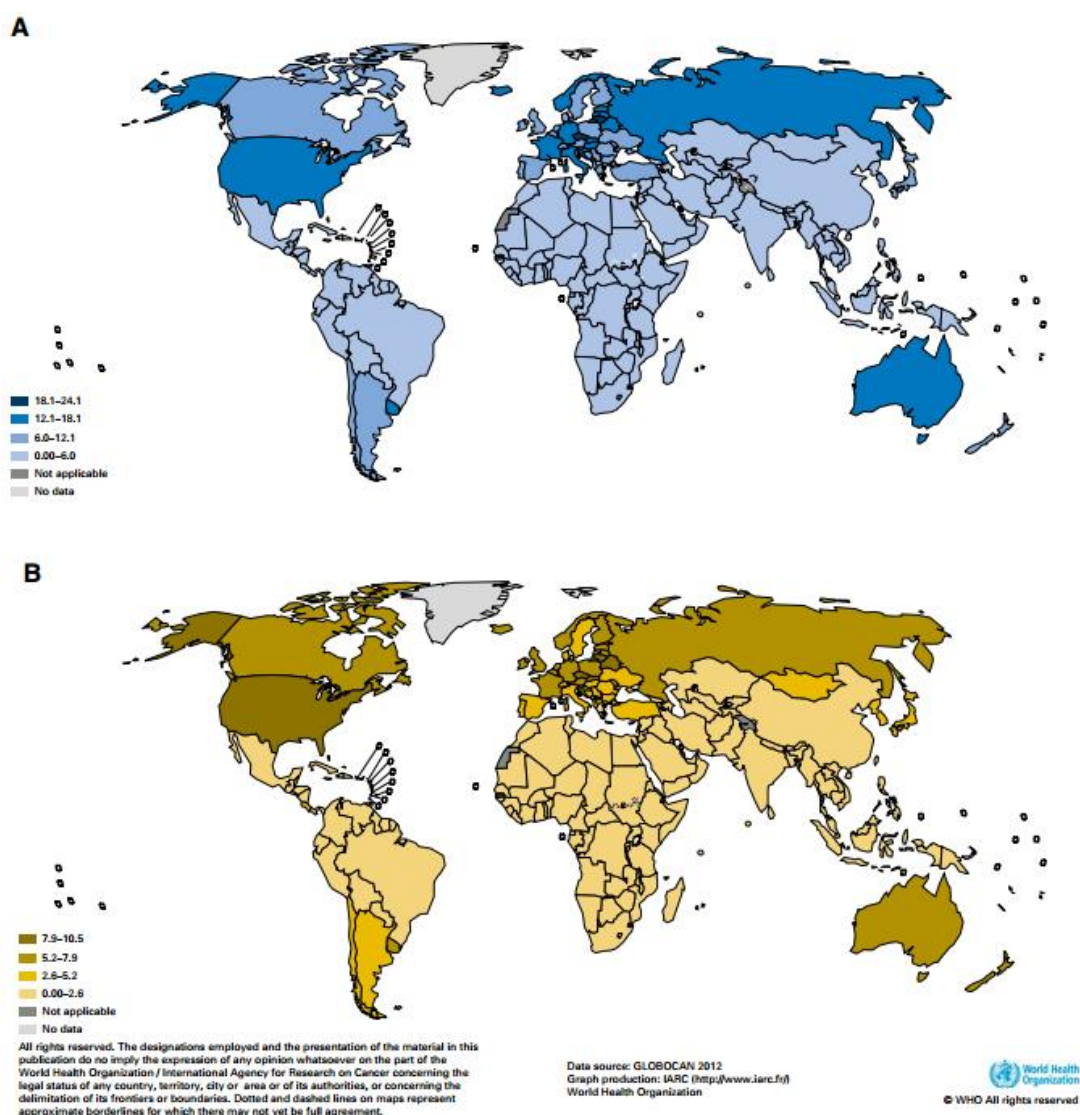 A
18.1–24.1
12.1–18.1
6.0–12.1
0.00–6.0
Not applicable
No data
B
7.9–10.5
5.2–7.9
2.6–5.2
0.00–2.6
Not applicable
No data
All rights reserved. The designations employed and the presentation of the material in this
publication do no imply the expression of any opinion whatsoever on the part of the
World Health Organization / International Agency for Research on Cancer concerning the
legal status of any country, territory, city or area or of its authorities, or concerning the
delimitation of its frontiers or boundaries. Dotted and dashed lines on maps represent
approximate borderlines for which there may not yet be full agreement.
Data source: GLOBOCAN 2012
Graph production: IARC (http://www.iarc.fr/)
World Health Organization
World Health
Organization
© WHO All rights reserved